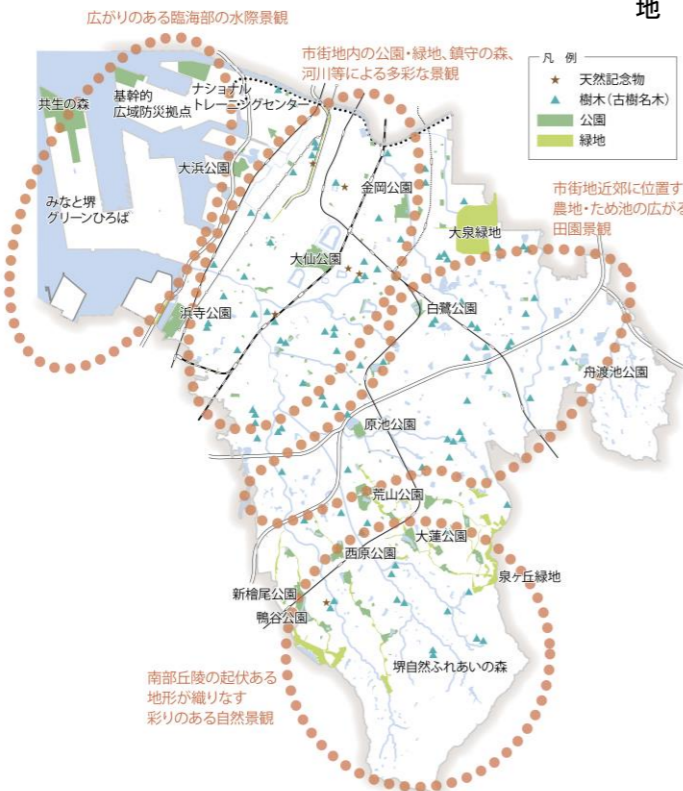 地
広がりのある臨海部の水際景観
市街地内の公園・緑地、鎮守の森、
河川等による多彩な景観
凡 例
天然記念物
樹木(古樹名木)
公園
緑地
共生の森
基幹的
広域防災拠点
ナショナル
トレーニングセンター
大浜公園
金岡公園
みなと堺
グリーンひろば
市街地近郊に位置す
農地・ため池の広がる
田園景観
大泉緑地
大仙公園
浜寺公園
白鷺公園
舟渡池公園
原池公園
荒山公園
大蓮公園
西原公園
泉ヶ丘緑地
新檜尾公園
鴨谷公園
堺自然ふれあいの森
南部丘陵の起伏ある
地形が織りなす
彩りのある自然景観